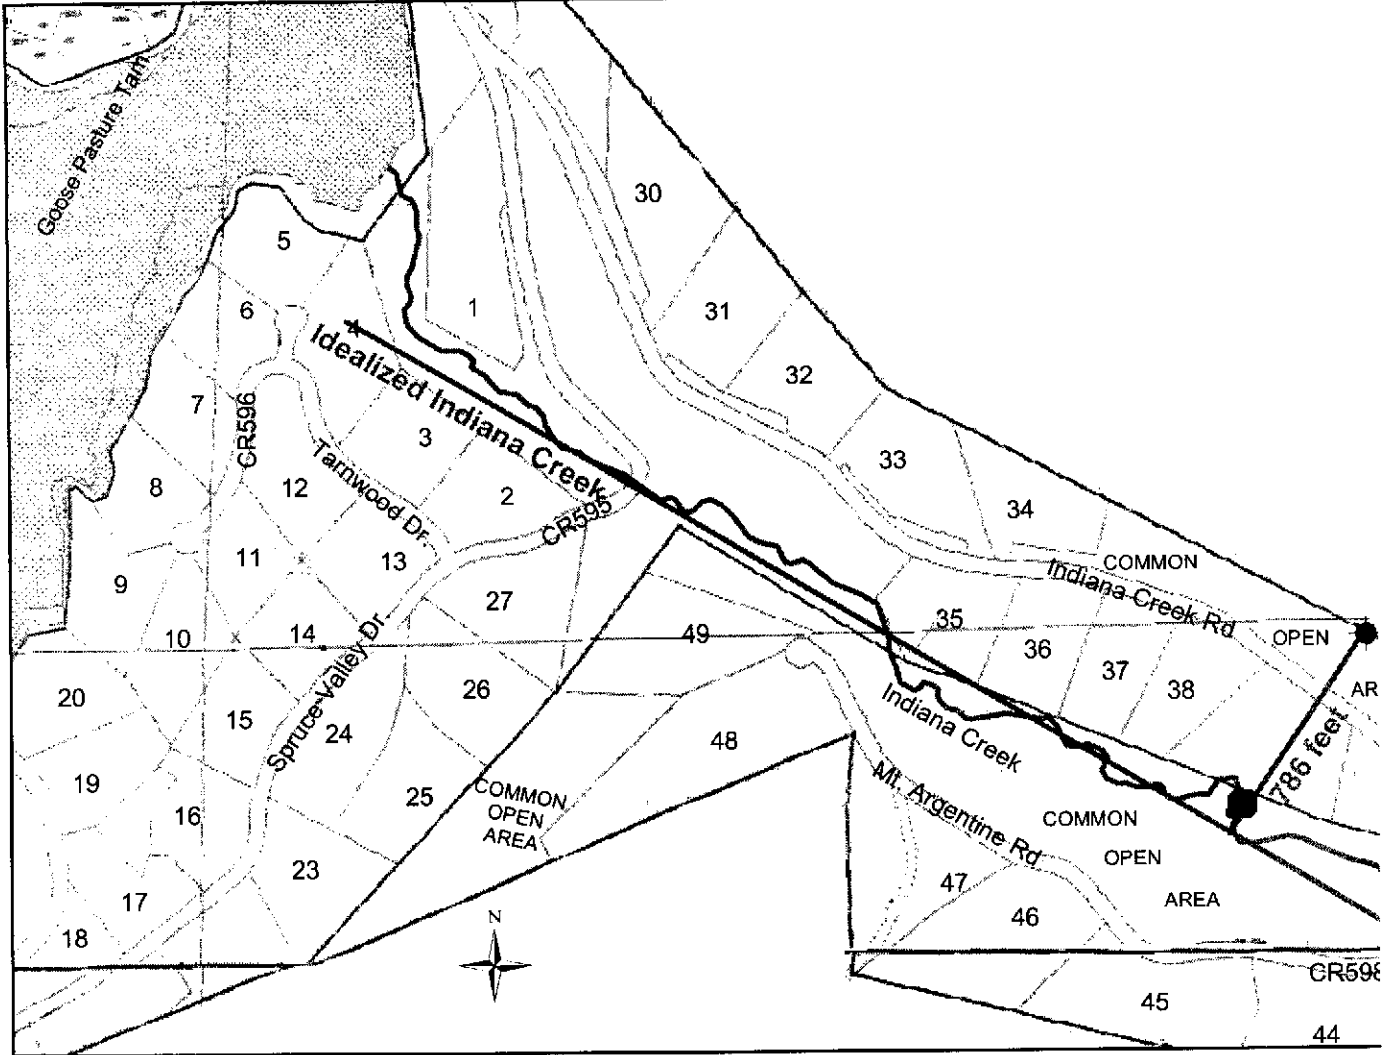 Goose Pasture Tarn
30
5
6
1
31
Idealized Indiana Creek
32
7
CR596
3
33
8
12
Tarnwood Dr.
2
34
CR595
11
13
COMMON
Indiana Creek Rd
9
27
35
OPEN
10
14
49
36
37
38
AR
20
26
15
Spruce Valley Dr.
24
Indiana Creek
48
786 feet
19
25
COMMON
OPEN
AREA
16
Mt. Argentine Rd
COMMON
OPEN
AREA
23
47
17
46
18
N
CR598
45
44